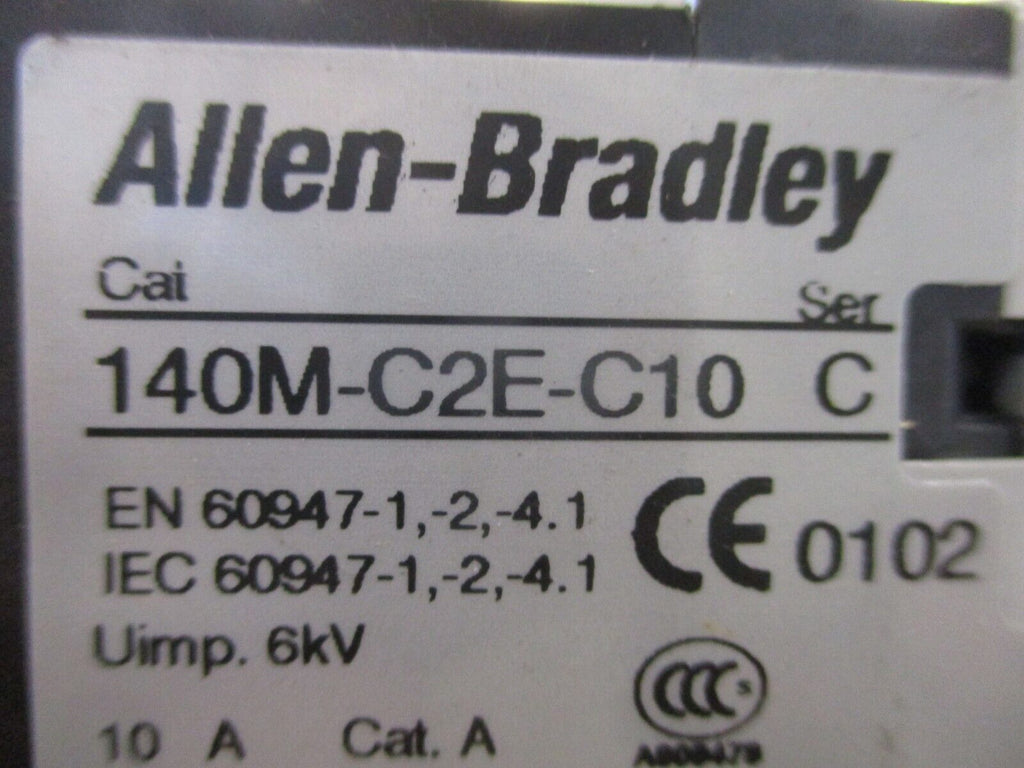 Allen-Bradley
Cat Ser
140M-C2E-C10 C
EN 60947-1,-2,-4.1
IEC 60947-1,-2,-4.1
CE 0102
Uimp. 6kV
CCC S
10 A Cat. A